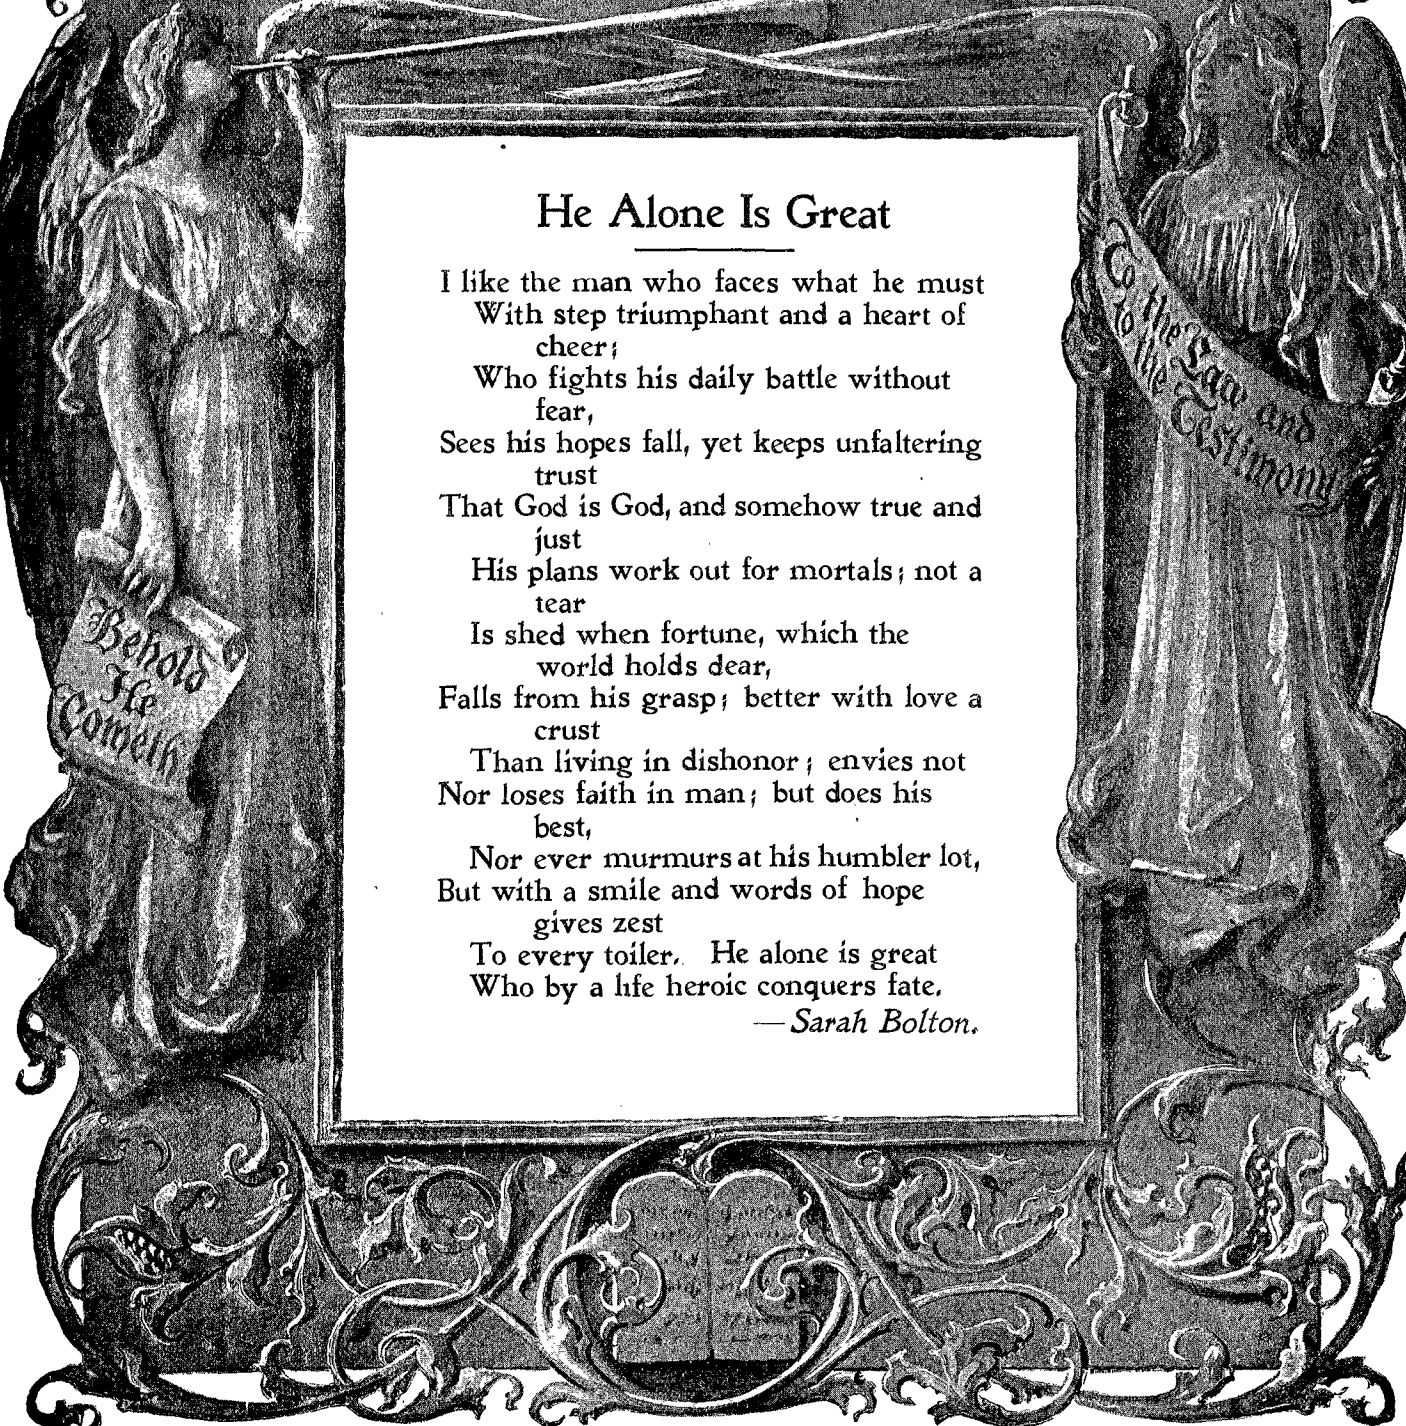 He Alone Is Great
I like the man who faces what he must
With step triumphant and a heart of
cheer;
Who fights his daily battle without
fear,
Sees his hopes fall, yet keeps unfaltering
trust
That God is God, and somehow true and
just
His plans work out for mortals; not a
tear
Is shed when fortune, which the
world holds dear,
Falls from his grasp; better with love a
crust
Than living in dishonor; envies not
Nor loses faith in man; but does his
best,
Nor ever murmurs at his humbler lot,
But with a smile and words of hope
gives zest
To every toiler. He alone is great
Who by a life heroic conquers fate.
—Sarah Bolton.
Behold
He
Cometh
To the Law and
to the Testimony